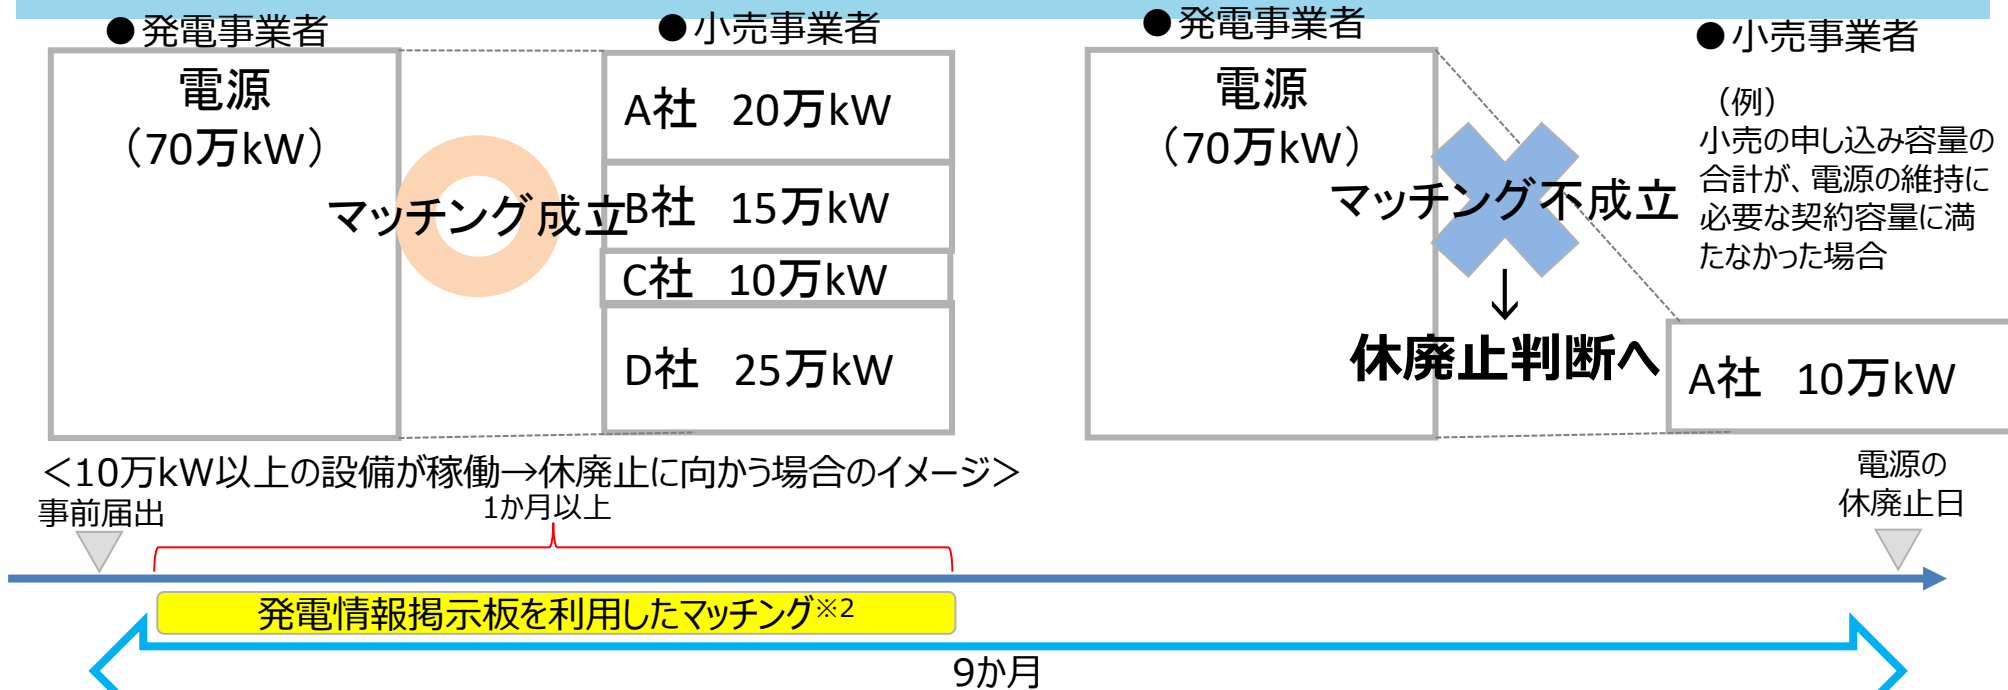 ●発電事業者
電源
（70万kW）
●小売事業者
A社　20万kW
マッチング成立
B社　15万kW
C社　10万kW
D社　25万kW
●発電事業者
電源
（70万kW）
マッチング不成立
↓
休廃止判断へ
●小売事業者
（例）
小売の申し込み容量の
合計が、電源の維持に
必要な契約容量に満
たなかった場合
A社　10万kW
＜10万kW以上の設備が稼働→休廃止に向かう場合のイメージ＞
事前届出
1か月以上
電源の
休廃止日
発電情報掲示板を利用したマッチング※2
9か月